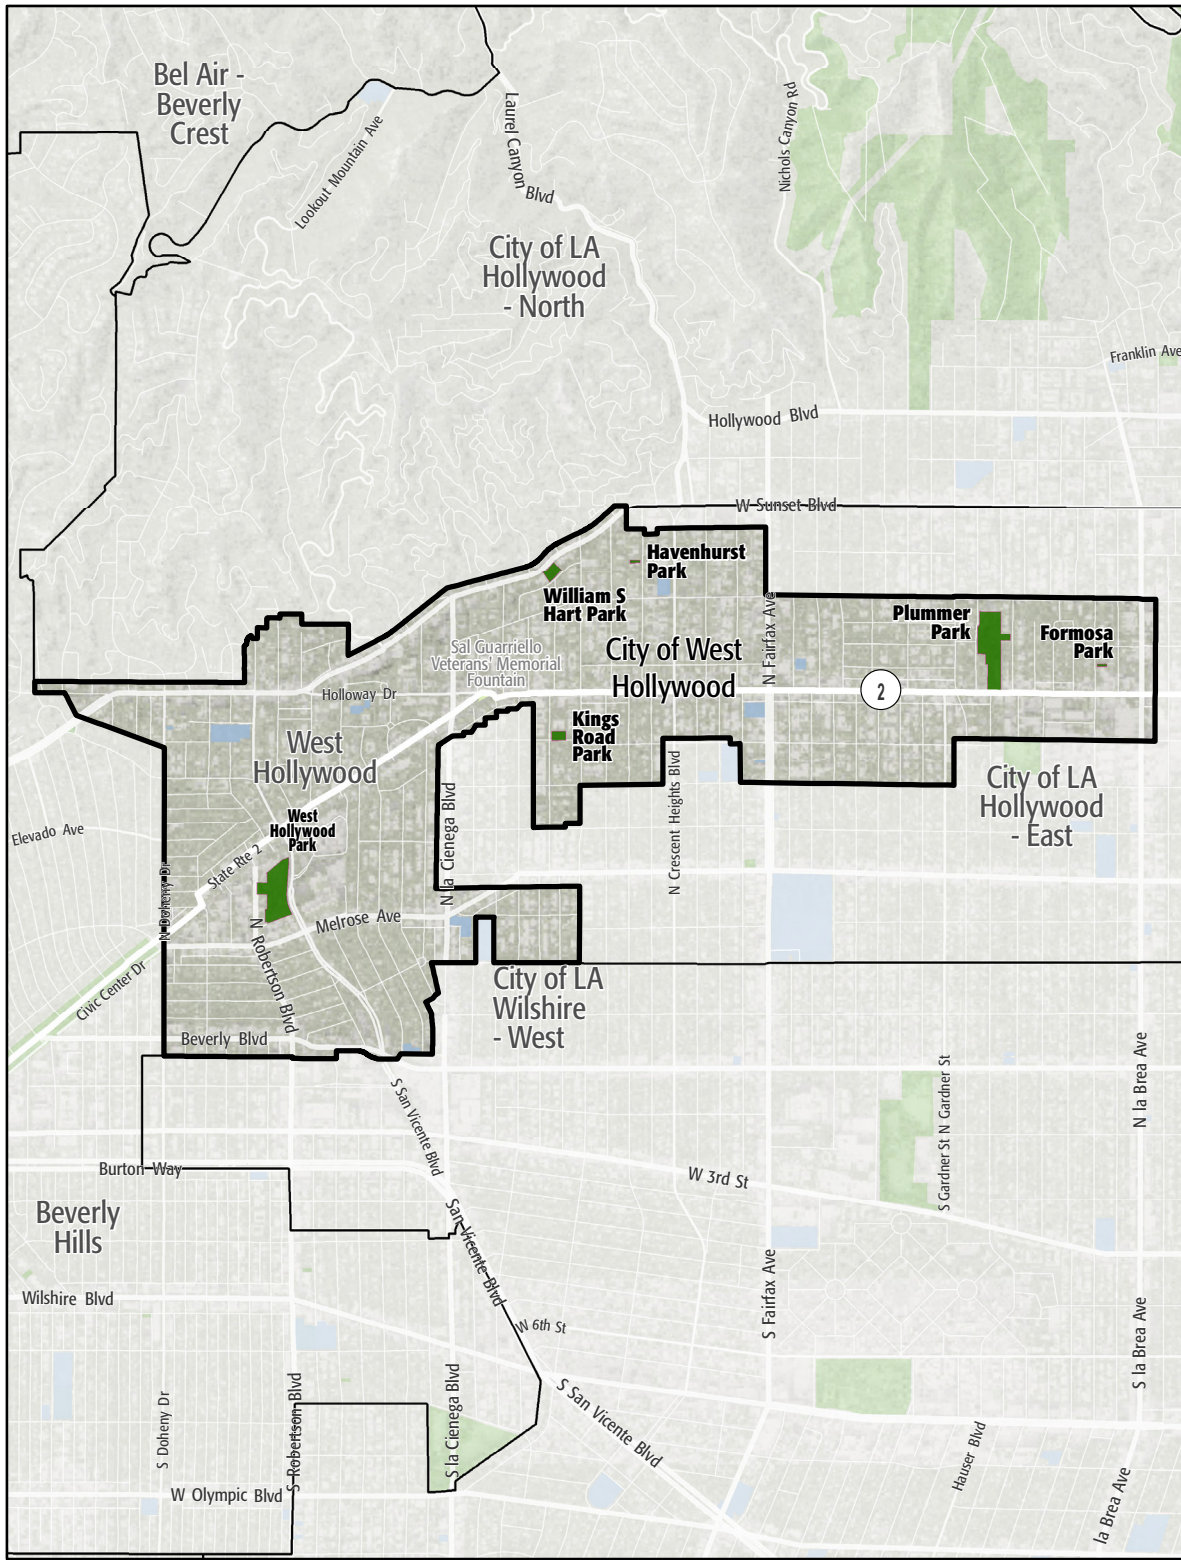 Bel Air -
Beverly
Crest
Lookout Mountain Ave
Laurel Canyon Blvd
Nichols Canyon Rd
City of LA
Hollywood
- North
Franklin Ave
Hollywood Blvd
W Sunset Blvd
Havenhurst
Park
William S
Hart Park
N Fairfax Ave
Plummer
Park
Formosa
Park
Sal Guarriello
Veterans' Memorial
Fountain
City of West
Hollywood
Holloway Dr
2
Kings
Road
Park
West
Hollywood
N Crescent Heights Blvd
City of LA
Hollywood
- East
N la Cienega Blvd
West
Hollywood
Park
Elevado Ave
State Rte 2
N Doheny Dr
Melrose Ave
N Robertson Blvd
Civic Center Dr
City of LA
Wilshire
- West
Beverly Blvd
S San Vicente Blvd
N la Brea Ave
S Gardner St N Gardner St
Burton Way
W 3rd St
Beverly
Hills
San Vicente Blvd
S Fairfax Ave
Wilshire Blvd
W 6th St
S la Brea Ave
S Doheny Dr
S Robertson Blvd
S la Cienega Blvd
S San Vicente Blvd
Hauser Blvd
W Olympic Blvd
la Brea Ave